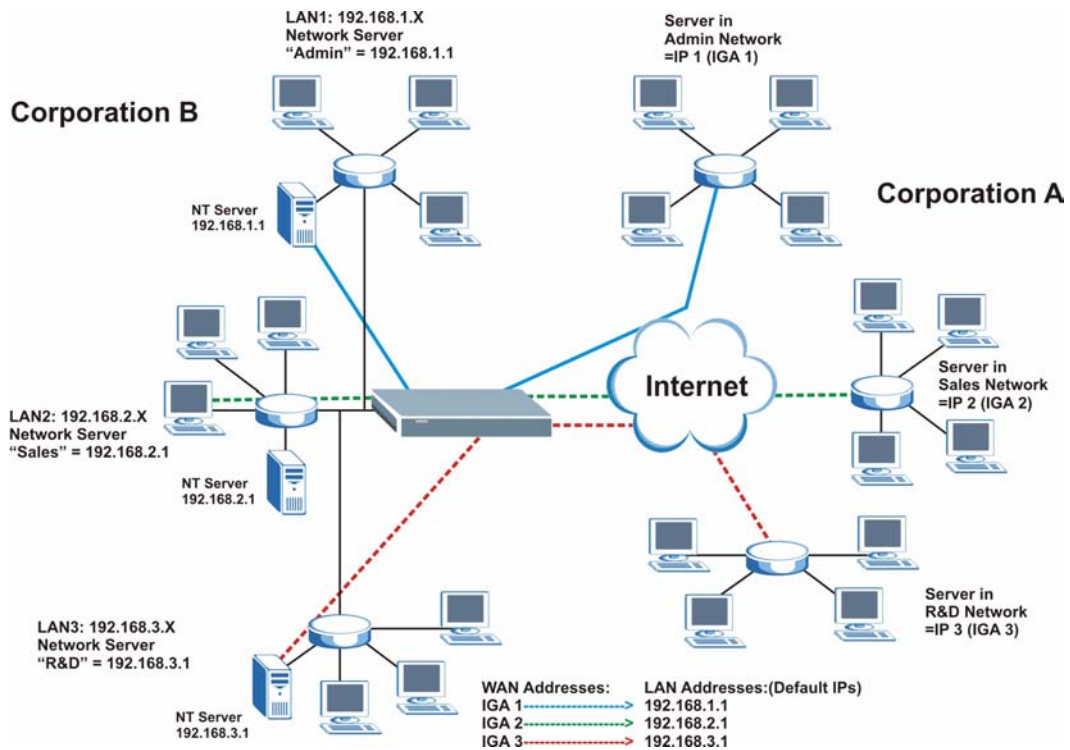 LAN1: 192.168.1.X
Network Server
“Admin” = 192.168.1.1
Server in
Admin Network
=IP 1 (IGA 1)
Corporation B
Corporation A
NT Server
192.168.1.1
Internet
Server in
Sales Network
=IP 2 (IGA 2)
LAN2: 192.168.2.X
Network Server
“Sales” = 192.168.2.1
NT Server
192.168.2.1
Server in
R&D Network
=IP 3 (IGA 3)
LAN3: 192.168.3.X
Network Server
“R&D” = 192.168.3.1
NT Server
192.168.3.1
WAN Addresses: LAN Addresses:(Default IPs)
IGA 1 192.168.1.1
IGA 2 192.168.2.1
IGA 3 192.168.3.1